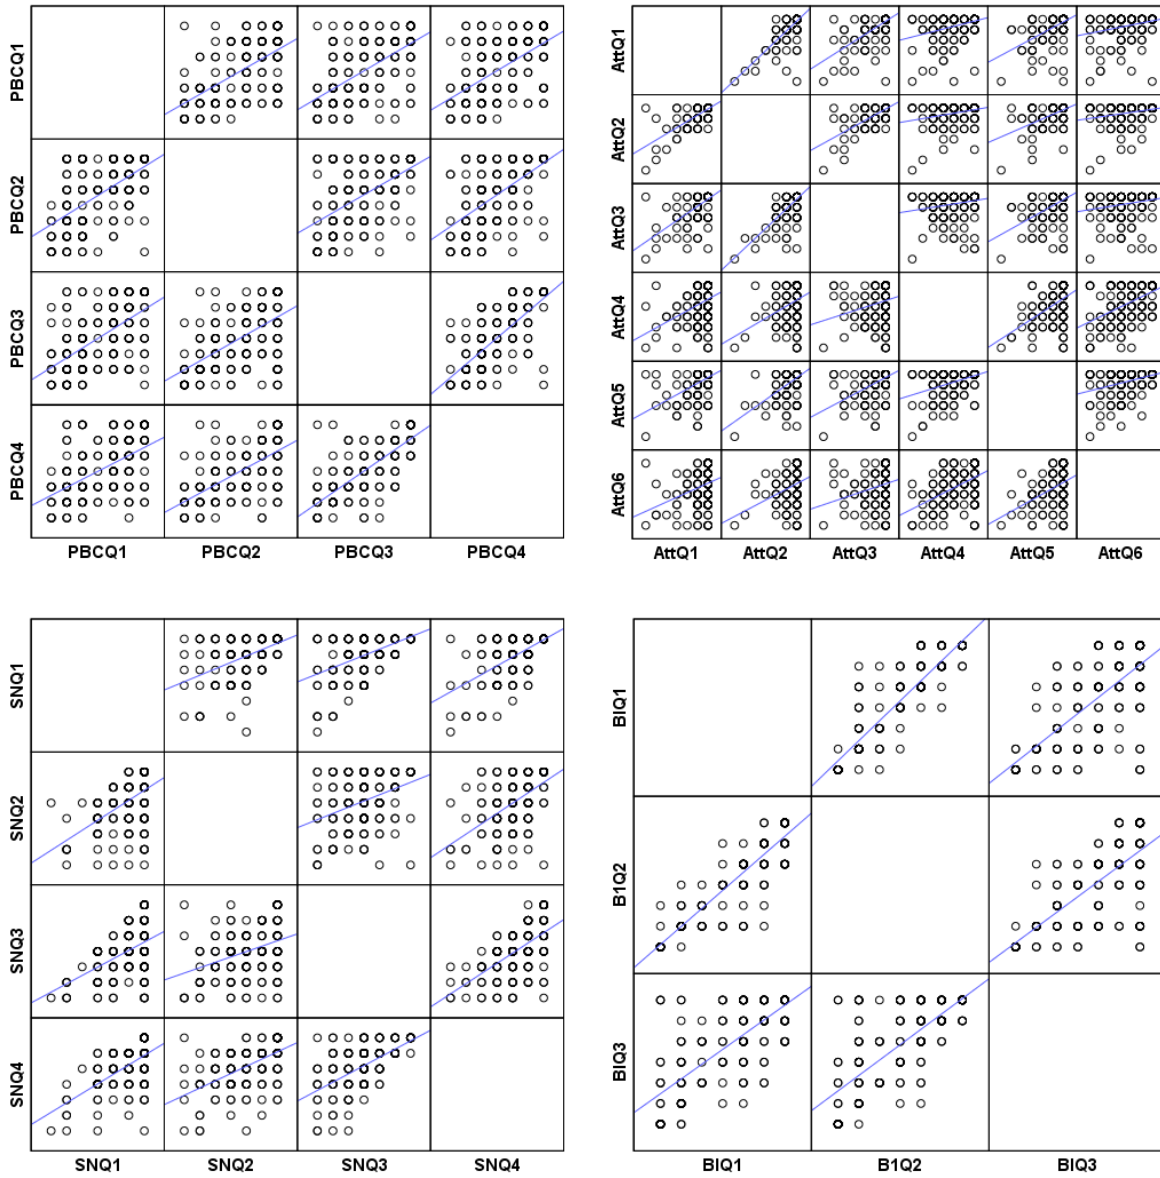 PBCQ1
PBCQ2
PBCQ3
PBCQ4
PBCQ1 PBCQ2 PBCQ3 PBCQ4
AttQ1
AttQ2
AttQ3
AttQ4
AttQ5
AttQ6
AttQ1 AttQ2 AttQ3 AttQ4 AttQ5 AttQ6
SNQ1
SNQ2
SNQ3
SNQ4
SNQ1 SNQ2 SNQ3 SNQ4
BIQ1
B1Q2
BIQ3
BIQ1 B1Q2 BIQ3